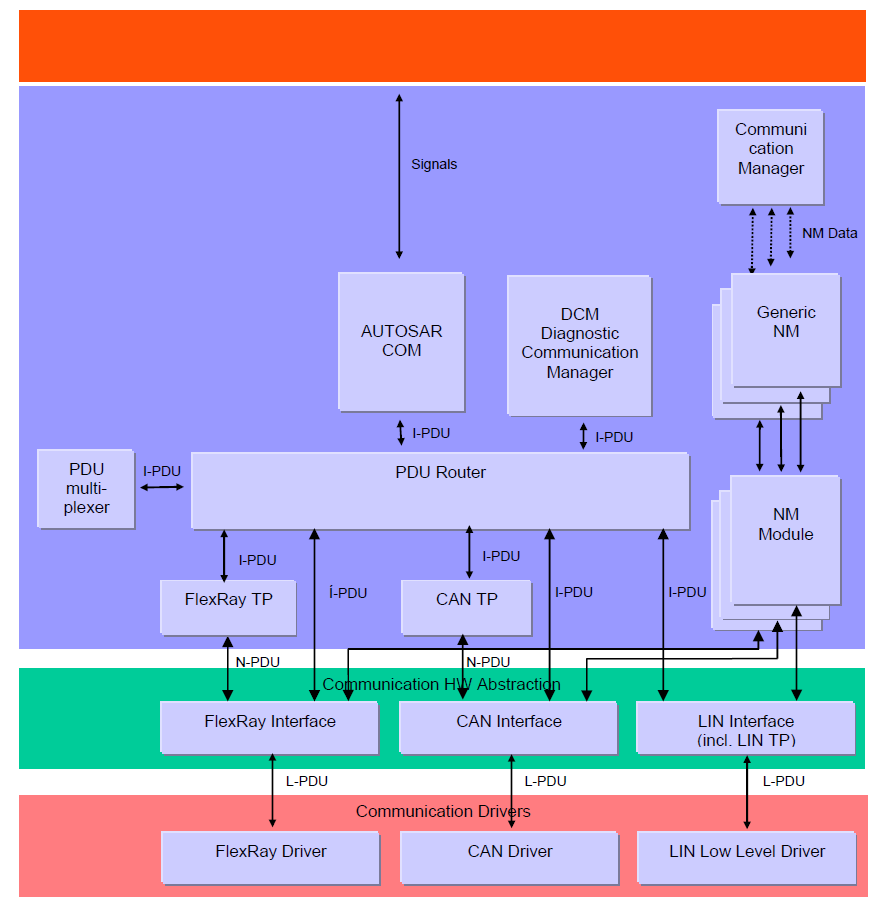 Signals
Communi
cation
Manager
NM Data
AUTOSAR
COM
DCM
Diagnostic
Communication
Manager
Generic
NM
I-PDU
I-PDU
PDU
multi-
plexer
I-PDU
PDU Router
NM
Module
I-PDU
I-PDU
FlexRay TP
Í-PDU
CAN TP
I-PDU
I-PDU
N-PDU
N-PDU
Communication HW Abstraction
FlexRay Interface
CAN Interface
LIN Interface
(incl. LIN TP)
L-PDU
L-PDU
L-PDU
Communication Drivers
FlexRay Driver
CAN Driver
LIN Low Level Driver